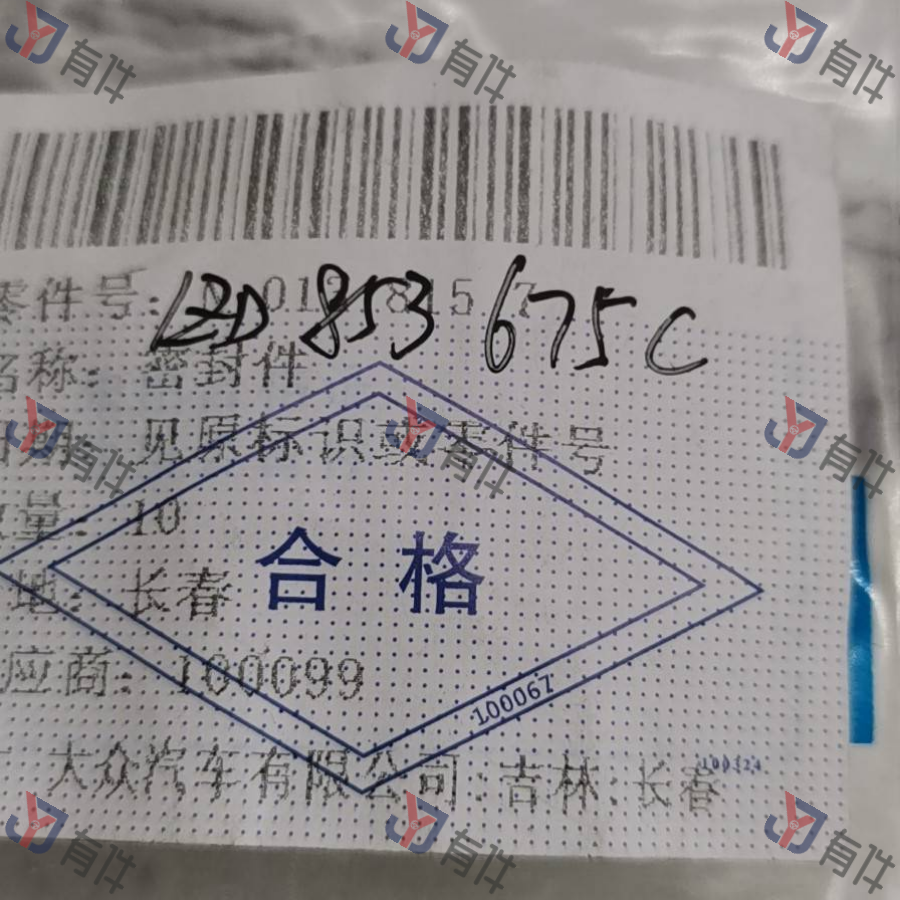 有件
有件
有件
零件号:
853 675 C
名称: 密封件
见原标识或零件号
有件
有件
有件
量: 10
合格
地: 长春
应商: 100099
100067
大众汽车有限公司:吉林:长春
有件
有件
有件